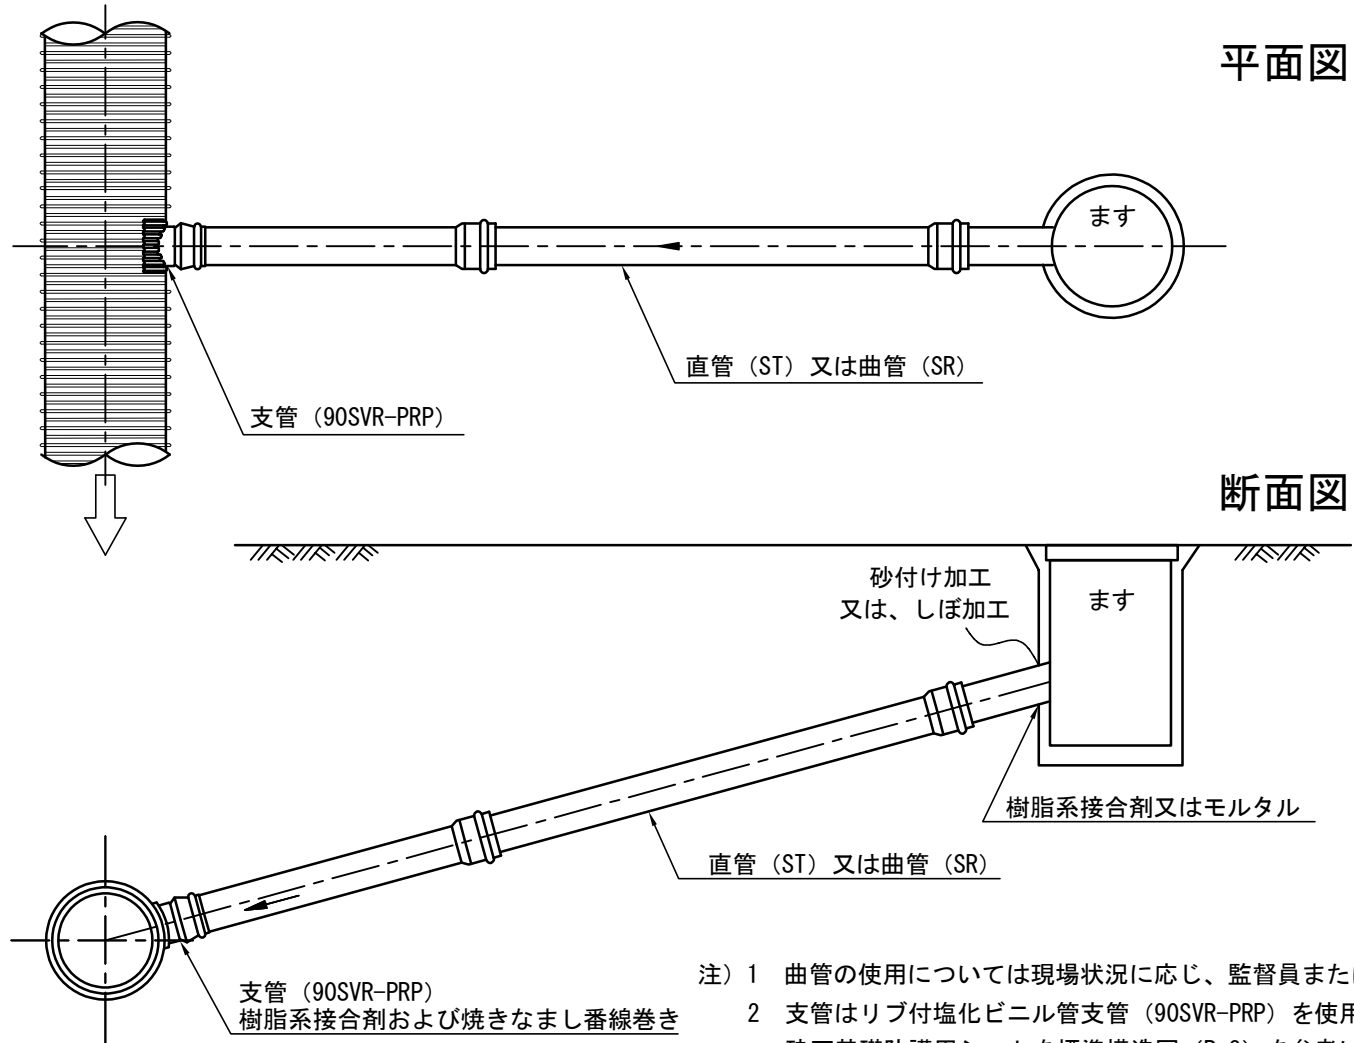 平面図
ます
直管（ST）又は曲管（SR）
支管（90SVR-PRP）
断面図
砂付け加工
又は、しぼ加工
ます
樹脂系接合剤又はモルタル
直管（ST）又は曲管（SR）
支管（90SVR-PRP）
樹脂系接合剤および焼きなまし番線巻き
注）1　曲管の使用については現場状況に応じ、監督員また
2　支管はリブ付塩化ビニル管支管（90SVR-PRP）を使用